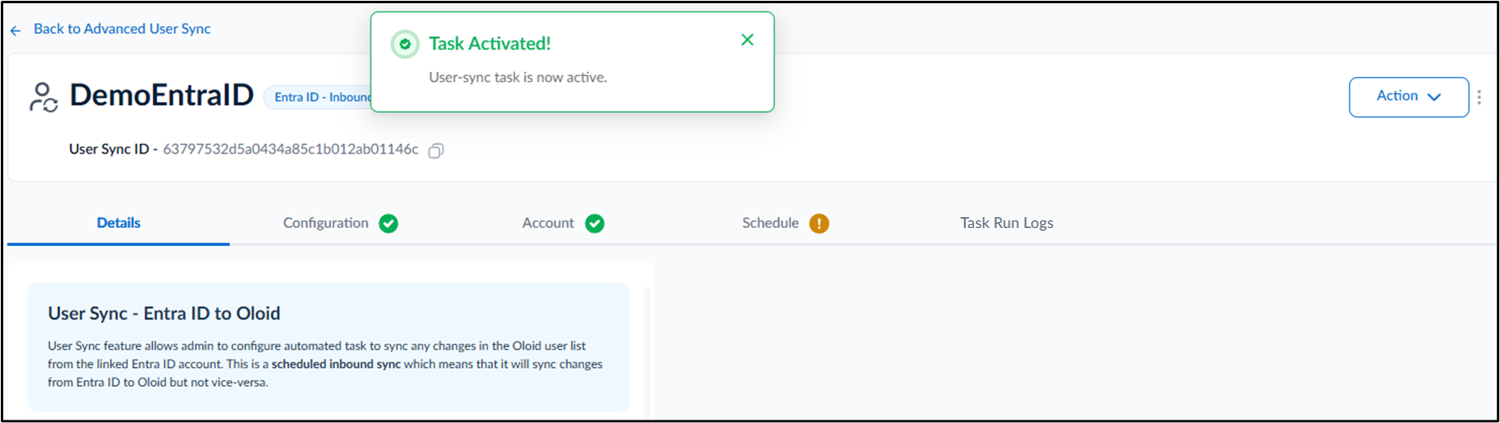 Back to Advanced User Sync
Task Activated!
User-sync task is now active.
DemoEntraID
Entra ID - Inbound
Action
User Sync ID - 63797532d5a0434a85c1b012ab01146c
Details
Configuration
Account
Schedule
Task Run Logs
User Sync - Entra ID to Oloid
User Sync feature allows admin to configure automated task to sync any changes in the Oloid user list
from the linked Entra ID account. This is a scheduled inbound sync which means that it will sync changes
from Entra ID to Oloid but not vice-versa.